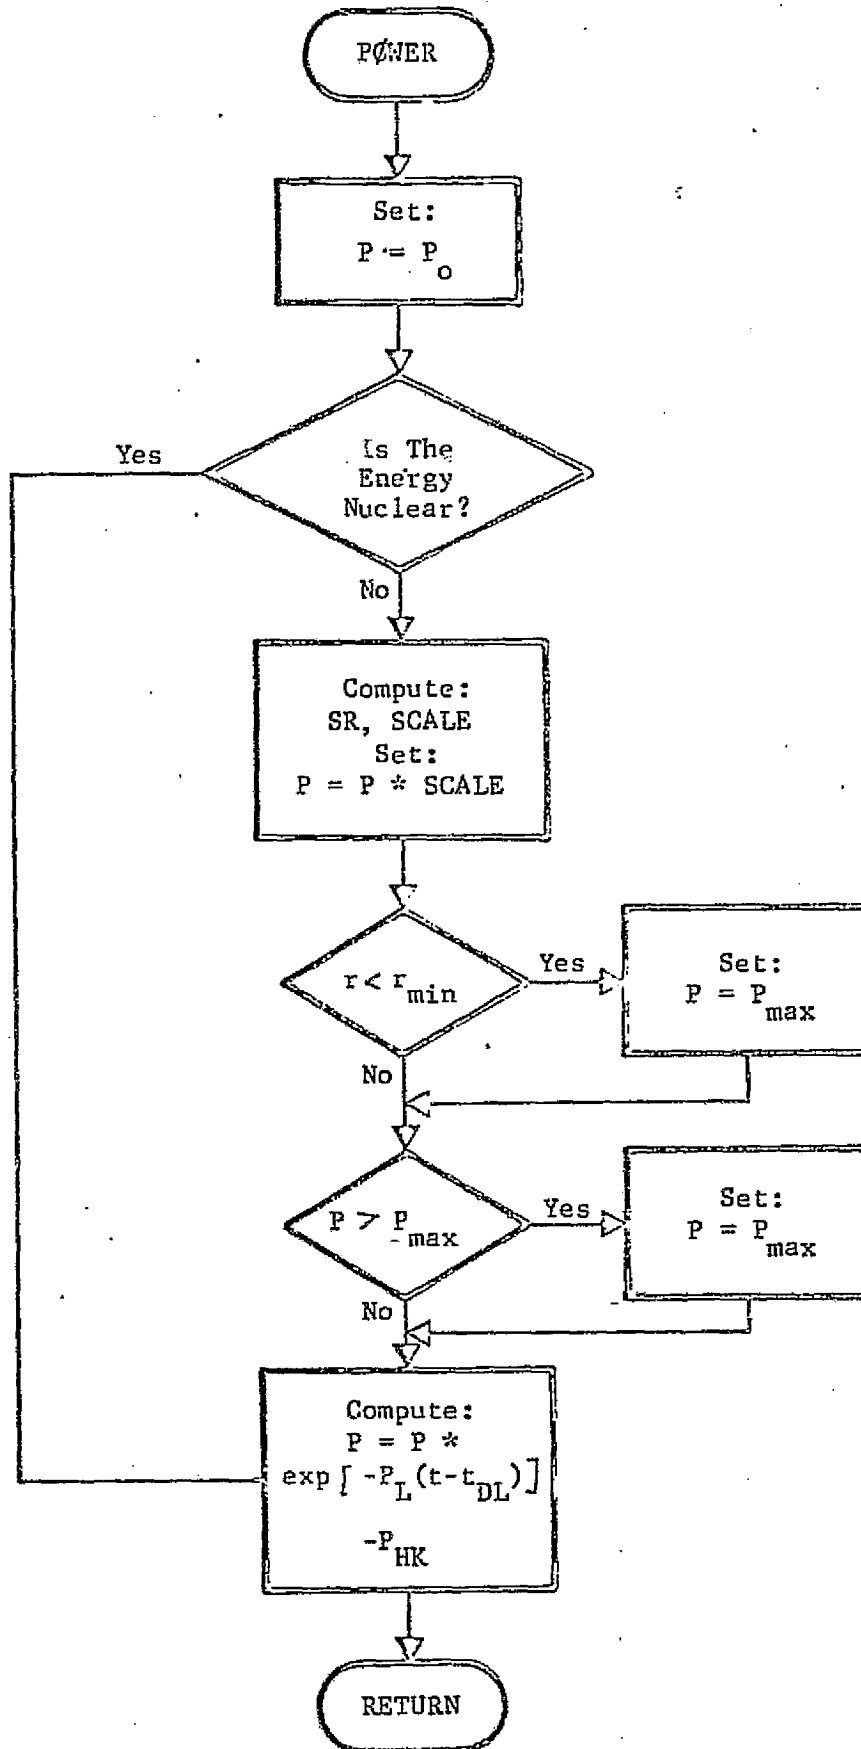 PØWER
Set:
P = P_o
Yes
Is The
Energy
Nuclear?
No
Compute:
SR, SCALE
Set:
P = P * SCALE
r < r_min
Yes
Set:
P = P_max
No
P > P_max
Yes
Set:
P = P_max
No
Compute:
P = P *
exp[ -P_L(t-t_DL)]
-P_HK
RETURN